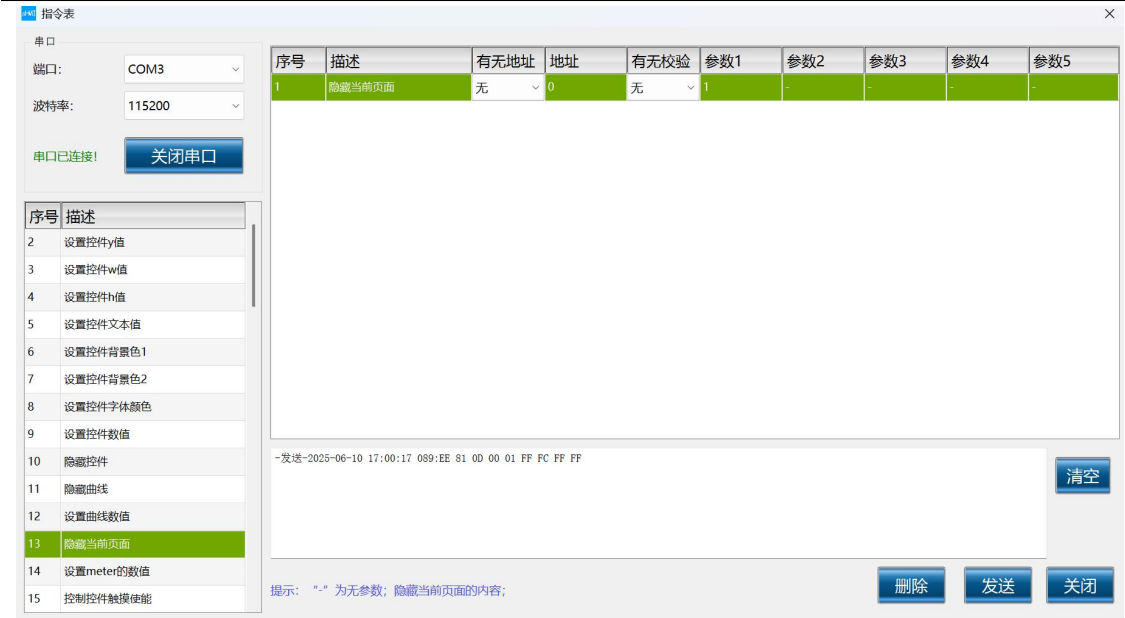 sHMI 指令表
串口
端口: COM3
波特率: 115200
串口已连接! 关闭串口
序号 描述
2 设置控件y值
3 设置控件w值
4 设置控件h值
5 设置控件文本值
6 设置控件背景色1
7 设置控件背景色2
8 设置控件字体颜色
9 设置控件数值
10 隐藏控件
11 隐藏曲线
12 设置曲线数值
13 隐藏当前页面
14 设置meter的数值
15 控制控件触摸使能
序号 描述 有无地址 地址 有无校验 参数1 参数2 参数3 参数4 参数5
1 隐藏当前页面 无 0 无 1 - - - -
-发送-2025-06-10 17:00:17 089:EE 81 0D 00 01 FF FC FF FF
清空
提示: “-” 为无参数; 隐藏当前页面的内容;
删除 发送 关闭